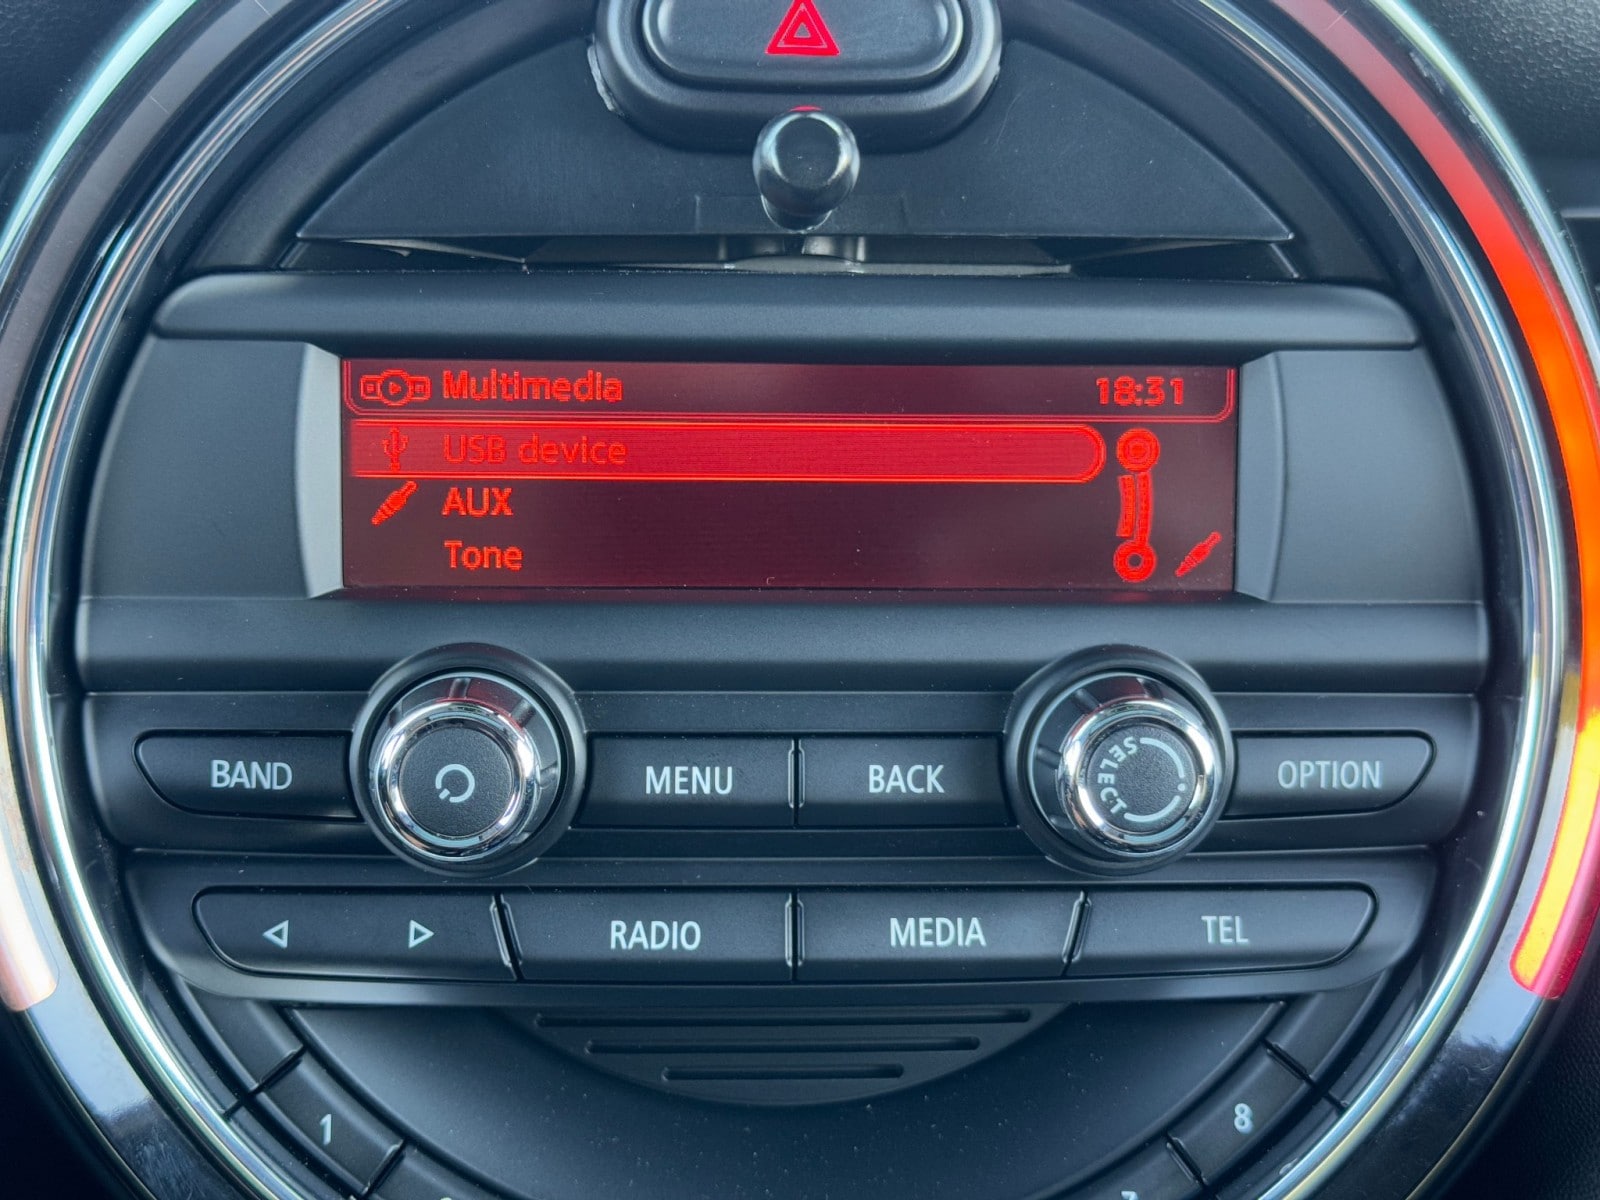 Multimedia 18:31
USB device
AUX
Tone
BAND MENU BACK SELECT OPTION
RADIO MEDIA TEL
1 8